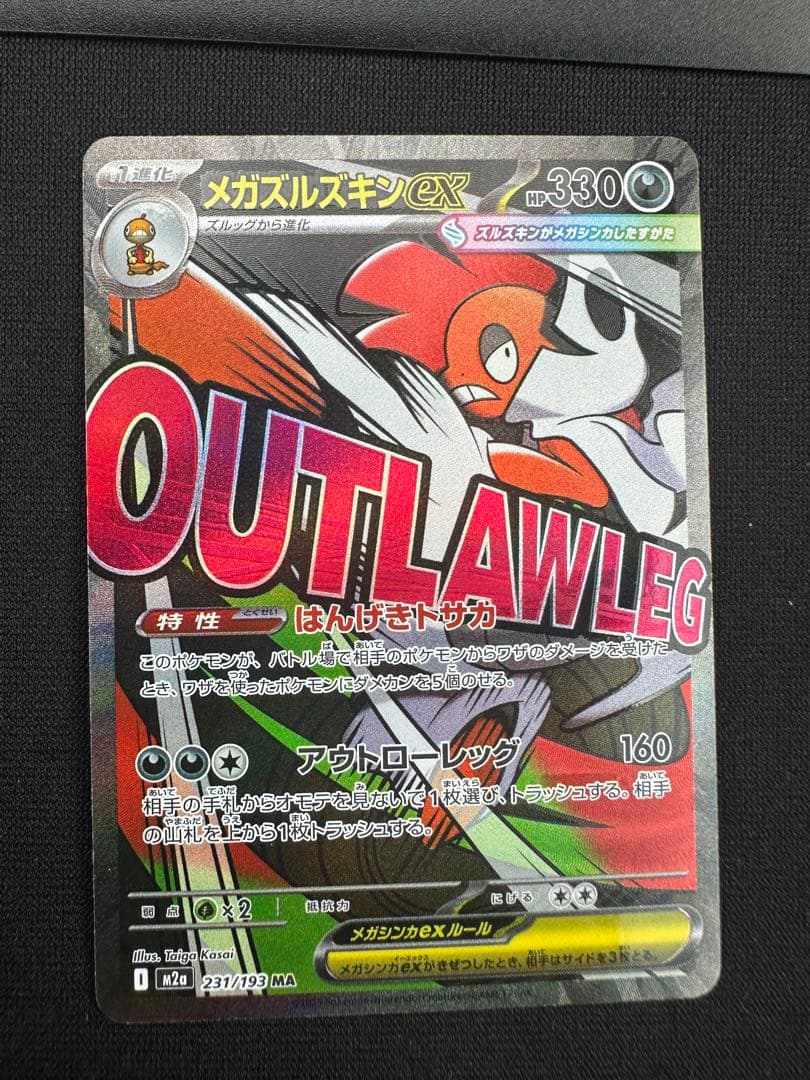 1進化
メガズルズキンex HP330
ズルッグから進化
ズルズキンがメガシンカしたすがた
OUTLAW LEG
特性 とくせい はんげきトサカ
このポケモンが、バトル場で相手のポケモンからワザのダメージを受けた
とき、ワザを使ったポケモンにダメカンを5個のせる。
アウトローレッグ 160
相手の手札からオモテを見ないで1枚選び、トラッシュする。相手
の山札を上から1枚トラッシュする。
弱点 ×2 抵抗力 にげる
メガシンカexルール
メガシンカexがきぜつしたとき、相手はサイドを3枚とる。
Illus. Taiga Kasai
I m2a 231/193 MA